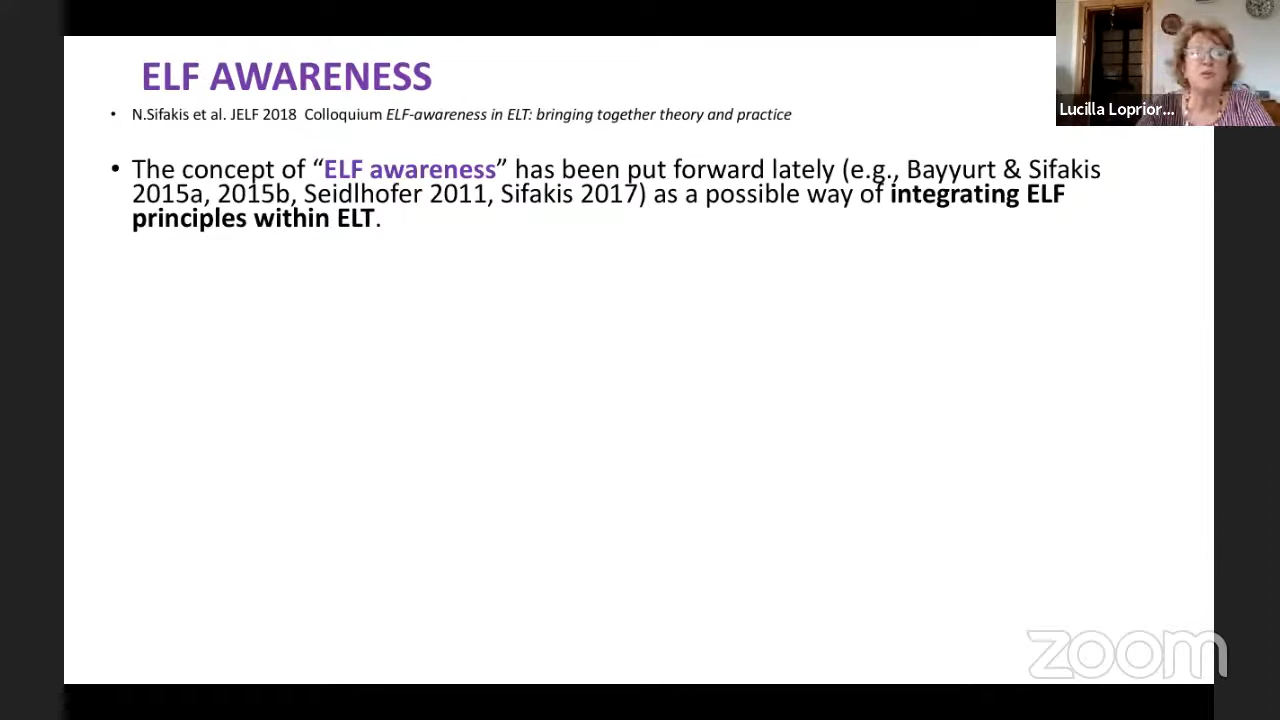 ELF AWARENESS
• N.Sifakis et al. JELF 2018 Colloquium ELF-awareness in ELT: bringing together theory and practice
• The concept of “ELF awareness” has been put forward lately (e.g., Bayyurt & Sifakis
2015a, 2015b, Seidlhofer 2011, Sifakis 2017) as a possible way of integrating ELF
principles within ELT.
Lucilla Loprior...
zoom